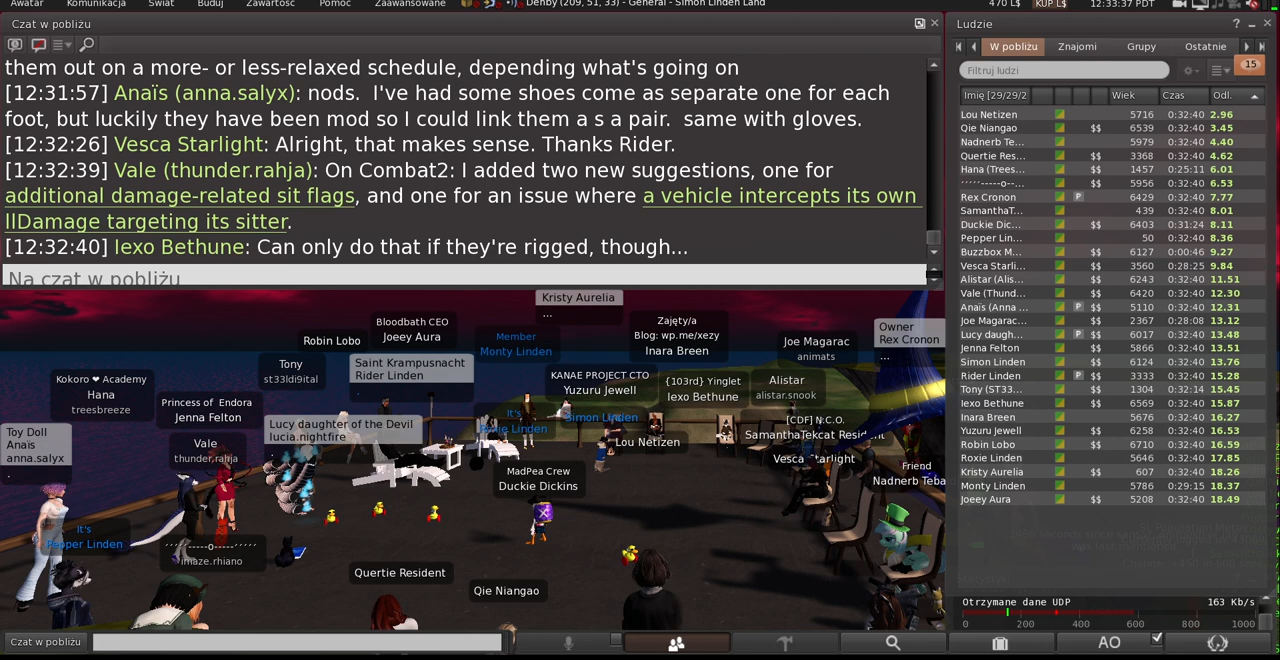 Avatar Komunikacja Świat Buduj Zawartość Pomoc Zaawansowane Denby (209, 51, 33) - General - Simon Linden Land 470 L$ KUP L$ 12:33:37 PDT
Czat w pobliżu
them out on a more- or less-relaxed schedule, depending what's going on
[12:31:57] Anaïs (anna.salyx): nods. I've had some shoes come as separate one for each
foot, but luckily they have been mod so I could link them a s a pair. same with gloves.
[12:32:26] Vesca Starlight: Alright, that makes sense. Thanks Rider.
[12:32:39] Vale (thunder.rahja): On Combat2: I added two new suggestions, one for
additional damage-related sit flags, and one for an issue where a vehicle intercepts its own
llDamage targeting its sitter.
[12:32:40] Iexo Bethune: Can only do that if they're rigged, though...
Na czat w pobliżu
Kristy Aurelia
...
Bloodbath CEO
Joeey Aura
Robin Lobo
Member
Monty Linden
Zajęty/a
Blog: wp.me/xezy
Inara Breen
Joe Magarac
animats
Owner
Rex Cronon
...
Tony
st33ldi9ital
Saint Krampusnacht
Rider Linden
KANAE PROJECT CTO
Yuzuru Jewell
{103rd} Yinglet
Iexo Bethune
Alistar
alistar.snook
Kokoro ❤ Academy
Hana
treesbreeze
Princess of Endora
Jenna Felton
Lucy daughter of the Devil
lucia.nightfire
It's
Roxie Linden
Simon Linden
Lou Netizen
[CDF] N.C.O.
SamanthaTekcat Resident
Vesca Starlight
Toy Doll
Anaïs
anna.salyx
Vale
thunder.rahja
MadPea Crew
Duckie Dickins
Friend
Nadnerb Teba
It's
Pepper Linden
'´'´'-----o-----'´'´'
imaze.rhiano
Quertie Resident
Qie Niangao
Czat w pobliżu
Ludzie
W pobliżu Znajomi Grupy Ostatnie
Filtruj ludzi
15
Imię [29/29/2 Wiek Czas Odl.
Lou Netizen 5716 0:32:40 2.96
Qie Niangao $$ 6539 0:32:40 3.45
Nadnerb Te... 5979 0:32:40 4.40
Quertie Res... $$ 3368 0:32:40 4.62
Hana (Trees... $$ 1457 0:25:11 6.01
'´'´'-----o--... $$ 5956 0:32:40 6.53
Rex Cronon P 6429 0:32:40 7.77
SamanthaT... 439 0:32:40 8.01
Duckie Dic... $$ 6403 0:31:24 8.11
Pepper Lin... 50 0:32:40 8.36
Buzzbox M... $$ 6127 0:00:46 9.27
Vesca Starli... $$ 3560 0:28:25 9.84
Alistar (Alis... $$ 6243 0:32:40 11.51
Vale (Thund... $$ 6420 0:32:40 12.30
Anaïs (Anna ... P $$ 5110 0:32:40 12.31
Joe Magarac... $$ 2367 0:28:08 13.12
Lucy daugh... P $$ 6017 0:32:40 13.48
Jenna Felton $$ 5866 0:32:40 13.51
Simon Linden $$ 6124 0:32:40 13.76
Rider Linden P $$ 3333 0:32:40 15.28
Tony (ST33... $$ 1304 0:32:14 15.45
Iexo Bethune $$ 6569 0:32:40 15.87
Inara Breen 5676 0:32:40 16.27
Yuzuru Jewell $$ 6258 0:32:40 16.53
Robin Lobo $$ 6710 0:32:40 16.59
Roxie Linden 5646 0:32:40 17.85
Kristy Aurelia $$ 607 0:32:40 18.26
Monty Linden 5786 0:29:15 18.37
Joeey Aura $$ 5208 0:32:40 18.49
Otrzymane dane UDP 163 Kb/s
0 200 400 600 800 1000
AO